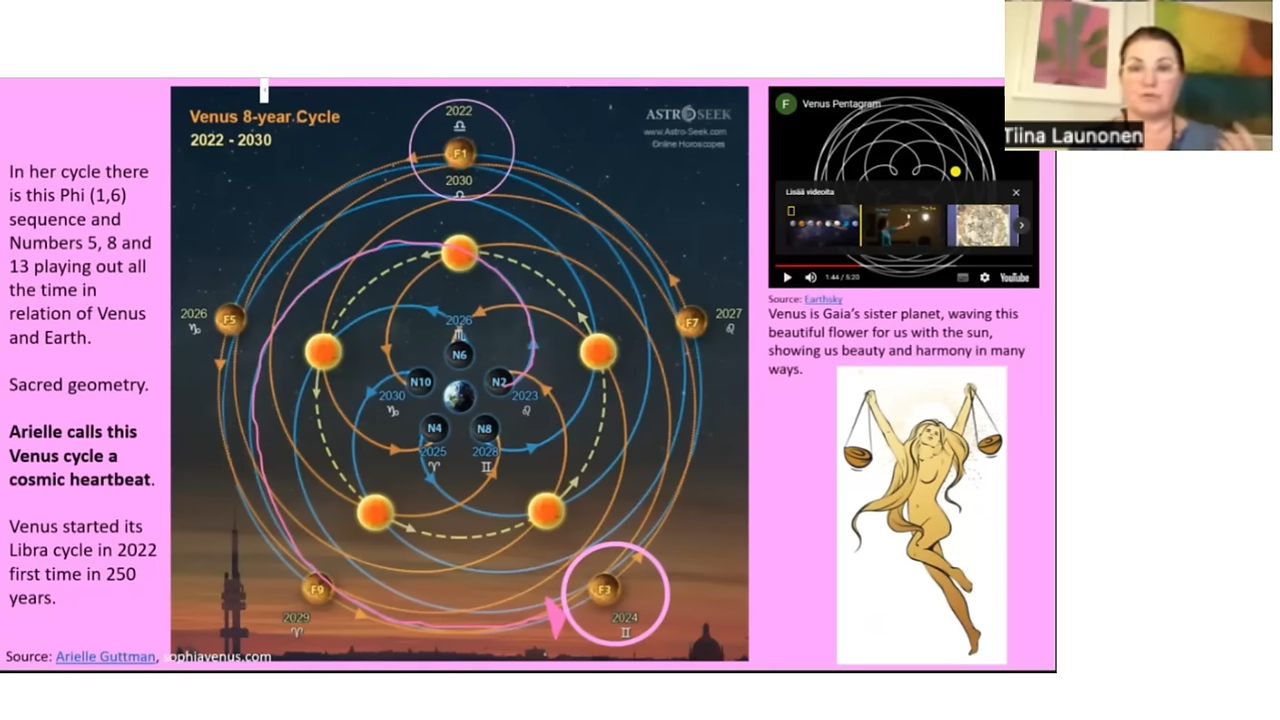 In her cycle there
is this Phi (1,6)
sequence and
Numbers 5, 8 and
13 playing out all
the time in
relation of Venus
and Earth.
Sacred geometry.
Arielle calls this
Venus cycle a
cosmic heartbeat.
Venus started its
Libra cycle in 2022
first time in 250
years.
Source: Arielle Guttman, sophiavenus.com
Venus 8-year Cycle
2022 - 2030
ASTROSEEK
www.Astro-Seek.com
Online Horoscopes
2022
♎
F1
2030
♎
2026
♑
F5
F7
2027
♌
2026
♏
N6
N10
2030
♑
N2
2023
♌
N4
2025
♈
N8
2028
♊
F9
2029
♈
F3
2024
♊
F
Venus Pentagram
Lisää videoita
1:44 / 5:20
YouTube
Source: Earthsky
Venus is Gaia's sister planet, waving this
beautiful flower for us with the sun,
showing us beauty and harmony in many
ways.
Tiina Launonen